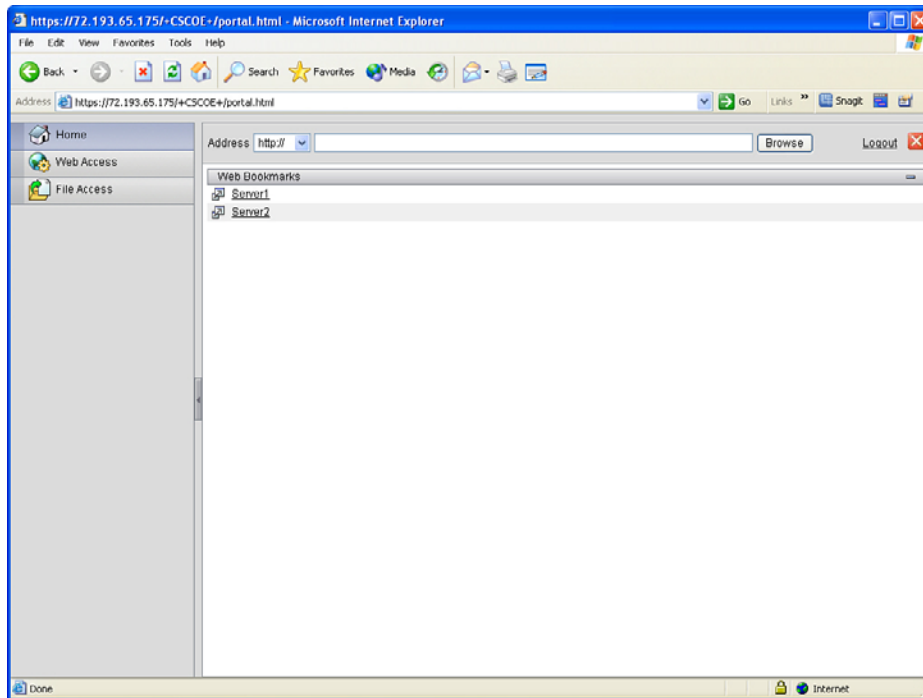 https://72.193.65.175/+CSCOE+/portal.html - Microsoft Internet Explorer
File Edit View Favorites Tools Help
Back Search Favorites Media
Address https://72.193.65.175/+CSCOE+/portal.html Go Links » SnagIt
Home
Web Access
File Access
Address http:// Browse Logout
Web Bookmarks
Server1
Server2
Done Internet